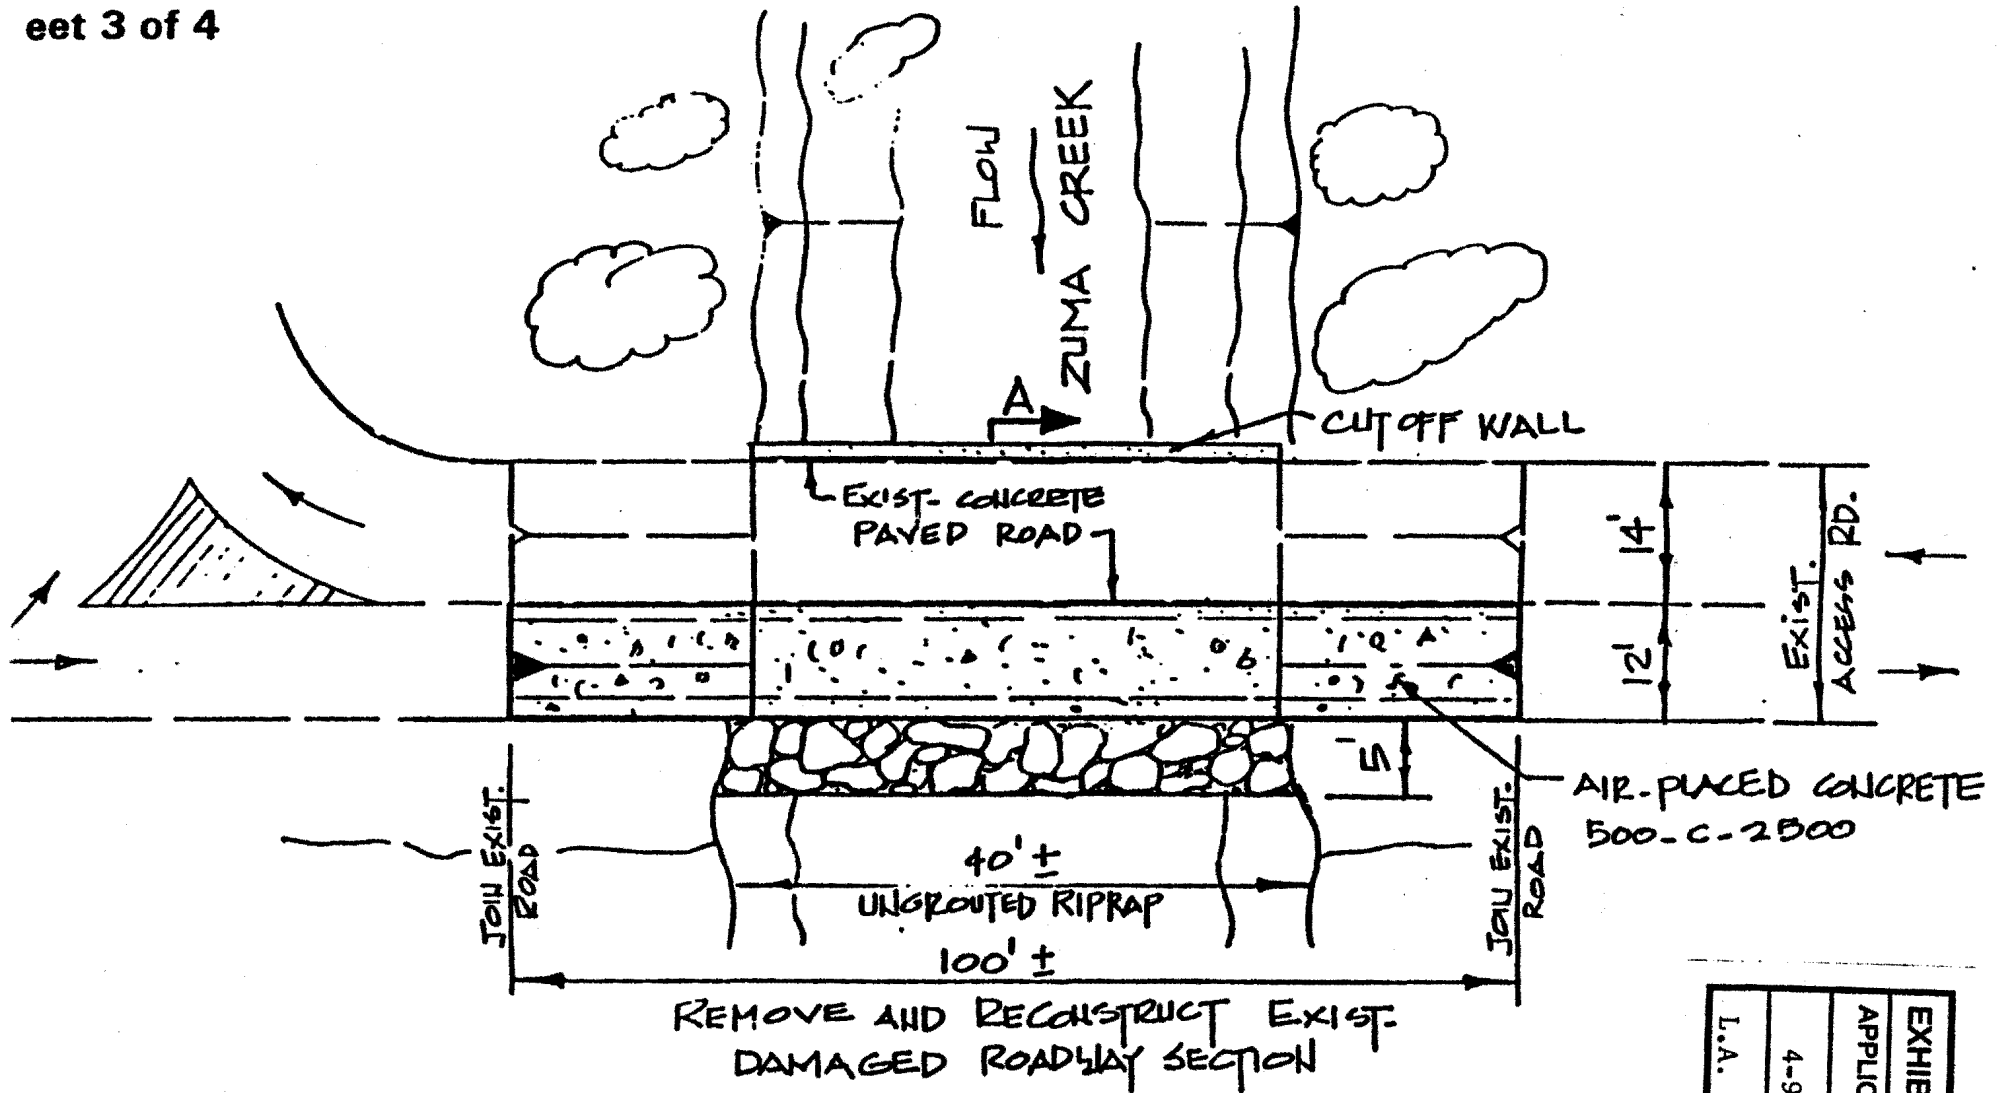 eet 3 of 4
FLOW
ZUMA CREEK
A
CUTOFF WALL
EXIST. CONCRETE
PAVED ROAD
14'
12'
EXIST.
ACCESS RD.
5'
AIR-PLACED CONCRETE
500-C-2500
JOIN EXIST.
ROAD
40' ±
UNGROUTED RIPRAP
JOIN EXIST.
ROAD
100' ±
REMOVE AND RECONSTRUCT EXIST.
DAMAGED ROADWAY SECTION
EXHIB
APPLIC
4-9
L.A.